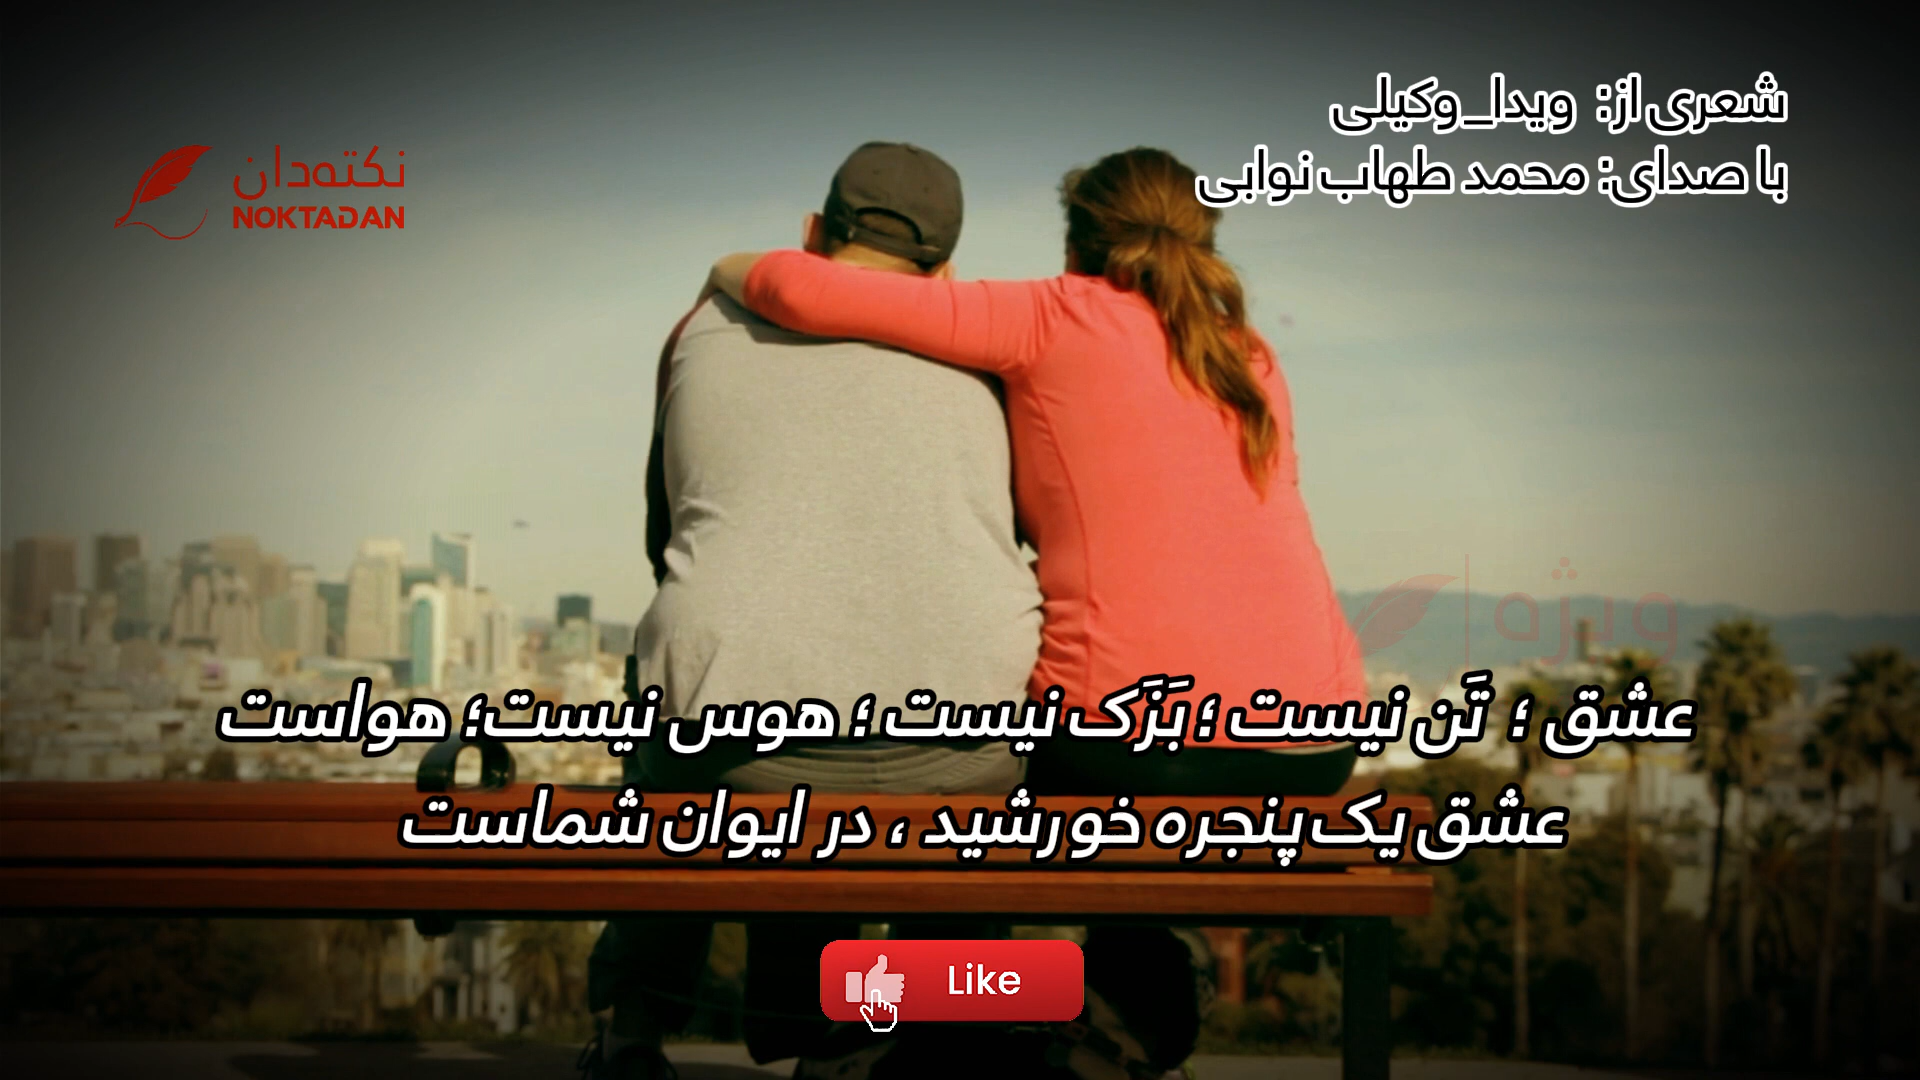 شعری از: ویدا_وکیلی
با صدای: محمد طهاب نوابی
نکته‌دان
NOKTADAN
ویژه
عشق ؛ تَن نیست ؛ بَزَک نیست ؛ هوس نیست؛ هواست
عشق یک پنجره خورشید ، در ایوان شماست
Like